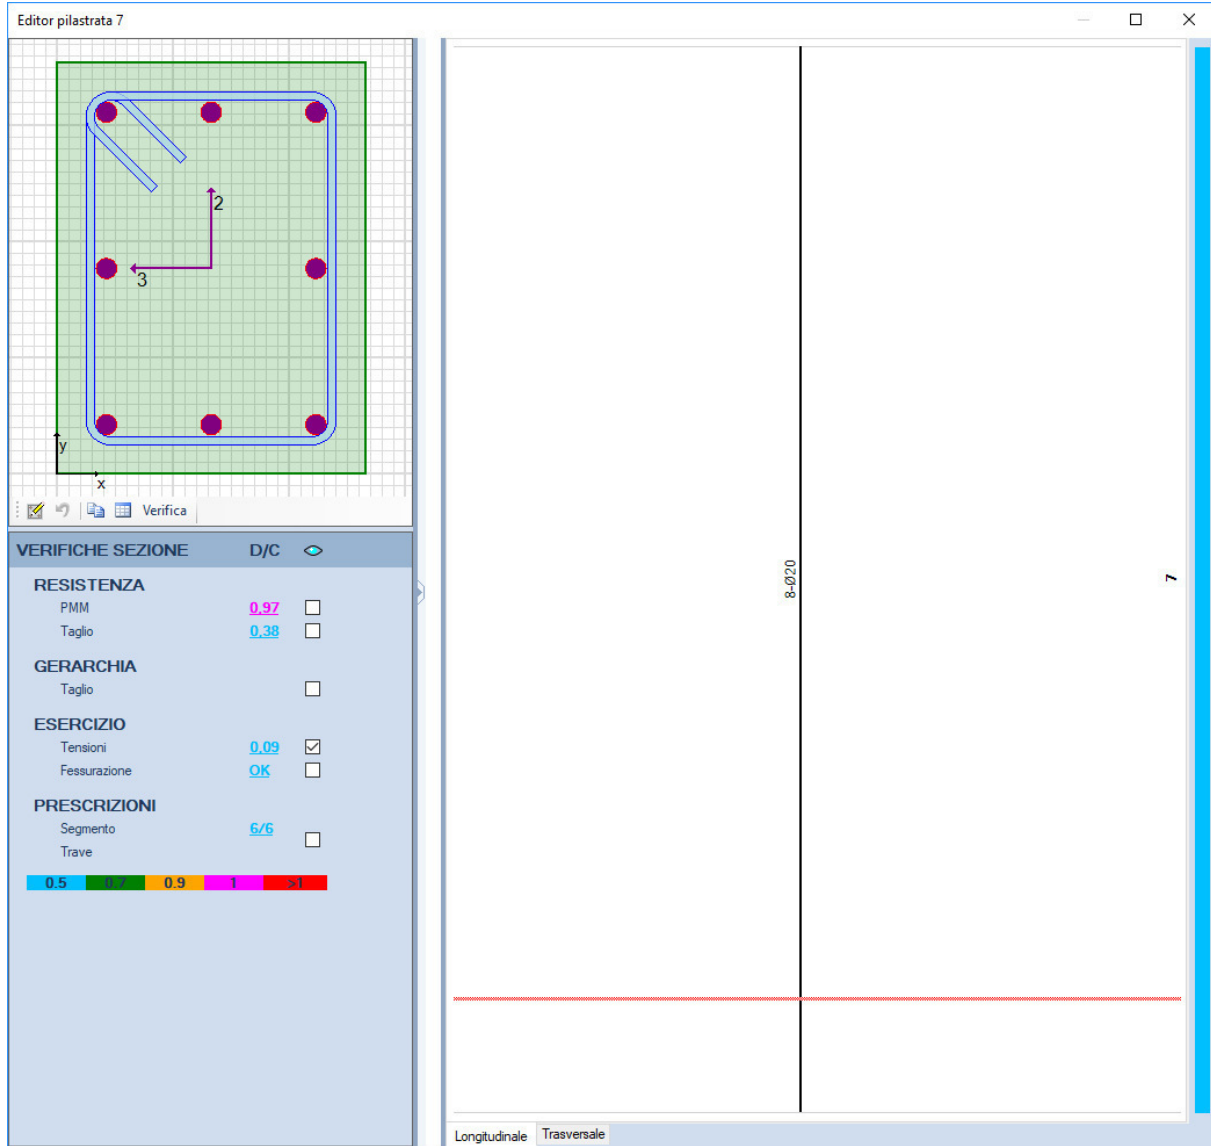 Editor pilastrata 7
2
3
y
x
Verifica
VERIFICHE SEZIONE D/C
RESISTENZA
PMM 0,97
Taglio 0,38
GERARCHIA
Taglio
ESERCIZIO
Tensioni 0,09
Fessurazione OK
PRESCRIZIONI
Segmento 6/6
Trave
0.5 0.7 0.9 1 >1
8-Ø20
7
Longitudinale Trasversale